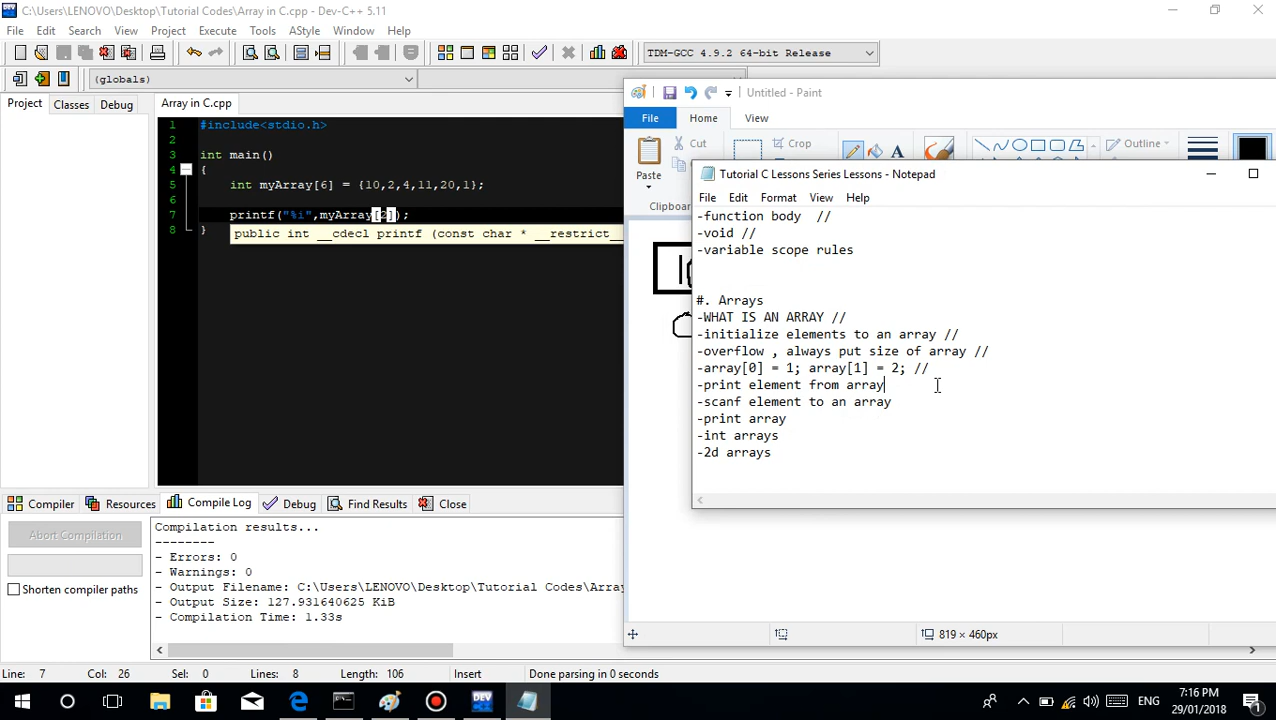 C:\Users\LENOVO\Desktop\Tutorial Codes\Array in C.cpp - Dev-C++ 5.11
File Edit Search View Project Execute Tools AStyle Window Help
TDM-GCC 4.9.2 64-bit Release
(globals)
Project Classes Debug
Array in C.cpp
1 #include<stdio.h>
2
3 int main()
4 {
5 int myArray[6] = {10,2,4,11,20,1};
6
7 printf("%i",myArray[2]);
8 }
public int __cdecl printf (const char * __restrict__
Untitled - Paint
File Home View
Paste
Cut
Crop
Outline
Clipboard
Tutorial C Lessons Series Lessons - Notepad
File Edit Format View Help
-function body //
-void //
-variable scope rules
#. Arrays
-WHAT IS AN ARRAY //
-initialize elements to an array //
-overflow , always put size of array //
-array[0] = 1; array[1] = 2; //
-print element from array
-scanf element to an array
-print array
-int arrays
-2d arrays
Compiler Resources Compile Log Debug Find Results Close
Abort Compilation
Shorten compiler paths
Compilation results...
--------
- Errors: 0
- Warnings: 0
- Output Filename: C:\Users\LENOVO\Desktop\Tutorial Codes\Array
- Output Size: 127.931640625 KiB
- Compilation Time: 1.33s
819 × 460px
Line: 7 Col: 26 Sel: 0 Lines: 8 Length: 106 Insert Done parsing in 0 seconds
ENG
7:16 PM
29/01/2018